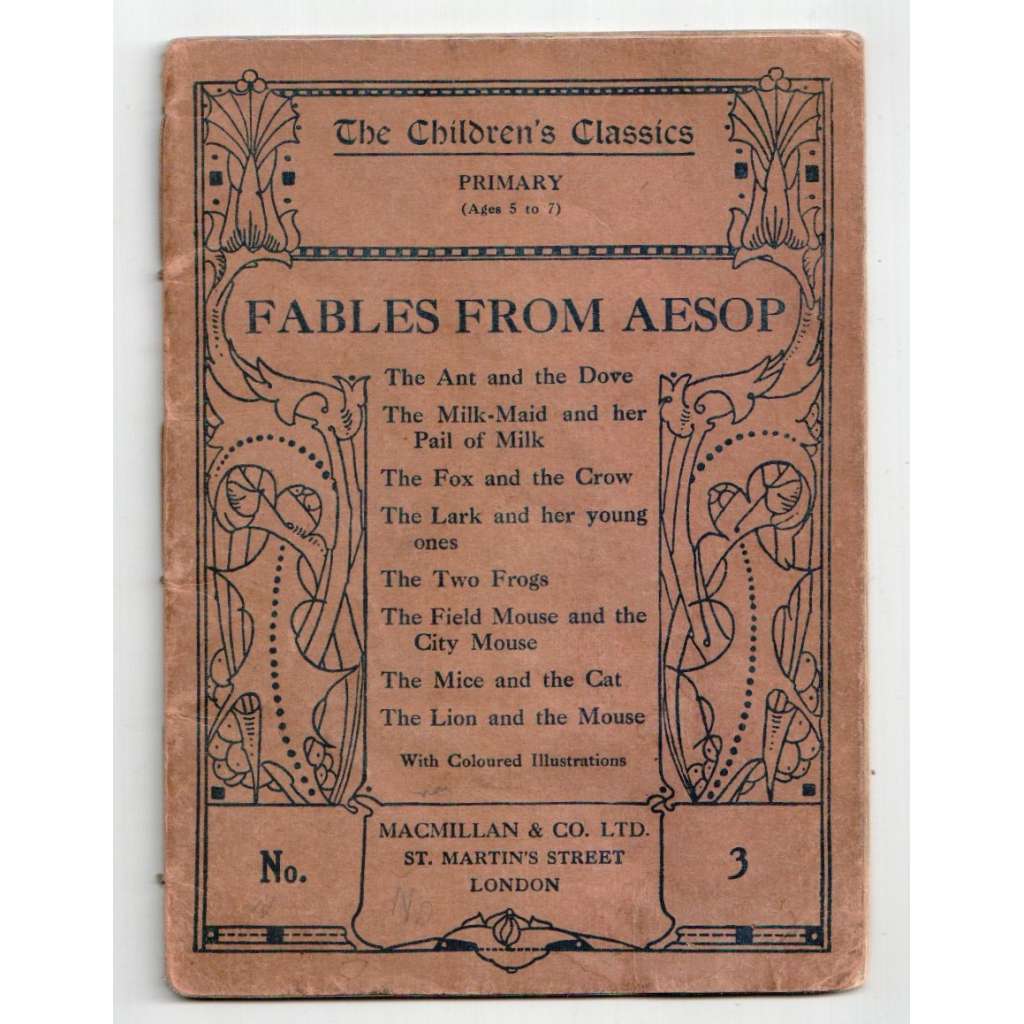 The Children's Classics
PRIMARY
(Ages 5 to 7)
FABLES FROM AESOP
The Ant and the Dove
The Milk-Maid and her
Pail of Milk
The Fox and the Crow
The Lark and her young
ones
The Two Frogs
The Field Mouse and the
City Mouse
The Mice and the Cat
The Lion and the Mouse
With Coloured Illustrations
MACMILLAN & CO. LTD.
ST. MARTIN'S STREET
LONDON
No.
3